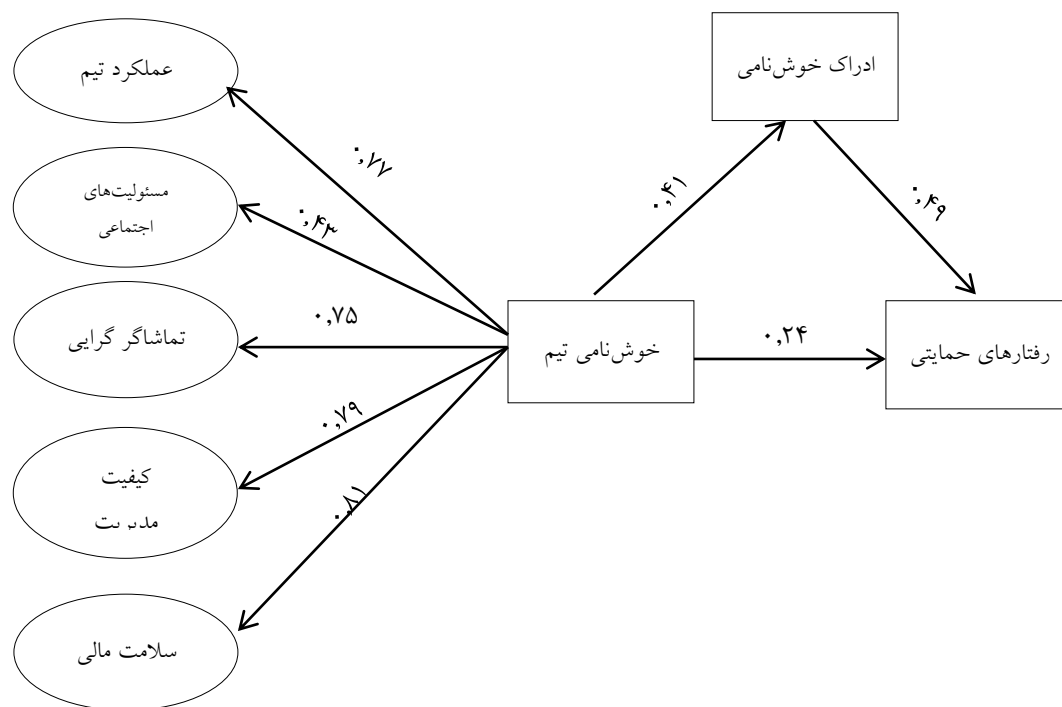 عملکرد تیم
ادراک خوش‌نامی
۰,۷۷
۰,۴۱
۰,۴۹
مسئولیت‌های
اجتماعی
۰,۴۳
تماشاگر گرایی
۰,۷۵
خوش‌نامی تیم
۰,۲۴
رفتارهای حمایتی
۰,۷۹
کیفیت
مدیریت
۰,۸۱
سلامت مالی